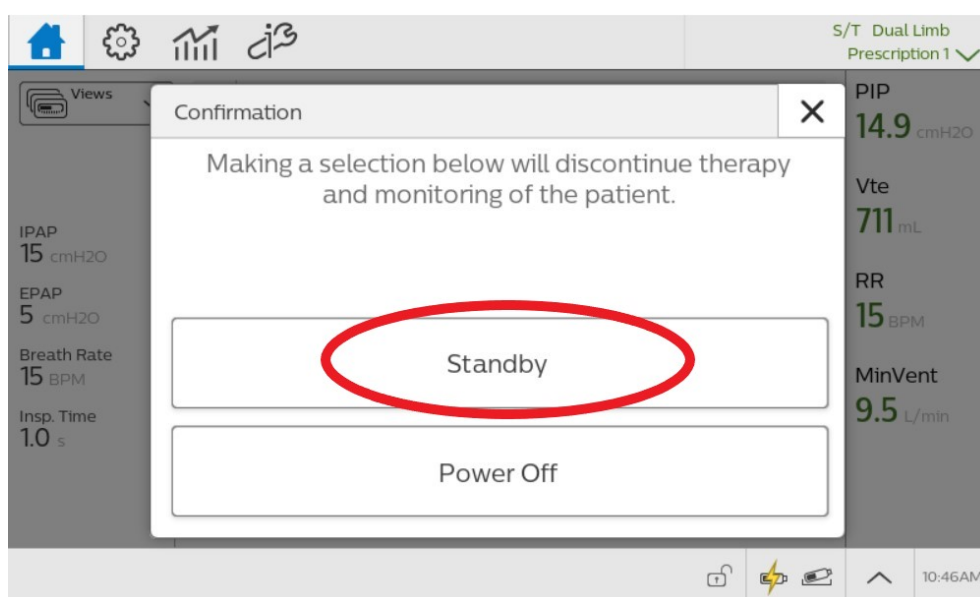 S/T Dual Limb
Prescription 1
Views
Confirmation
Making a selection below will discontinue therapy
and monitoring of the patient.
Standby
Power Off
IPAP
15 cmH2O
EPAP
5 cmH2O
Breath Rate
15 BPM
Insp. Time
1.0 s
PIP
14.9 cmH2O
Vte
711 mL
RR
15 BPM
MinVent
9.5 L/min
10:46AM